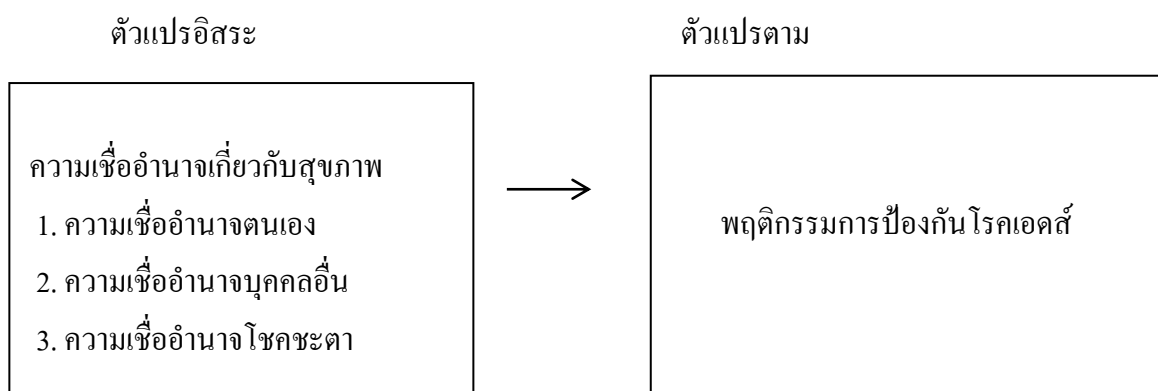 ตัวแปรอิสระ
ตัวแปรตาม
ความเชื่ออำนาจเกี่ยวกับสุขภาพ
1. ความเชื่ออำนาจตนเอง
2. ความเชื่ออำนาจบุคคลอื่น
3. ความเชื่ออำนาจโชคชะตา
พฤติกรรมการป้องกันโรคเอดส์